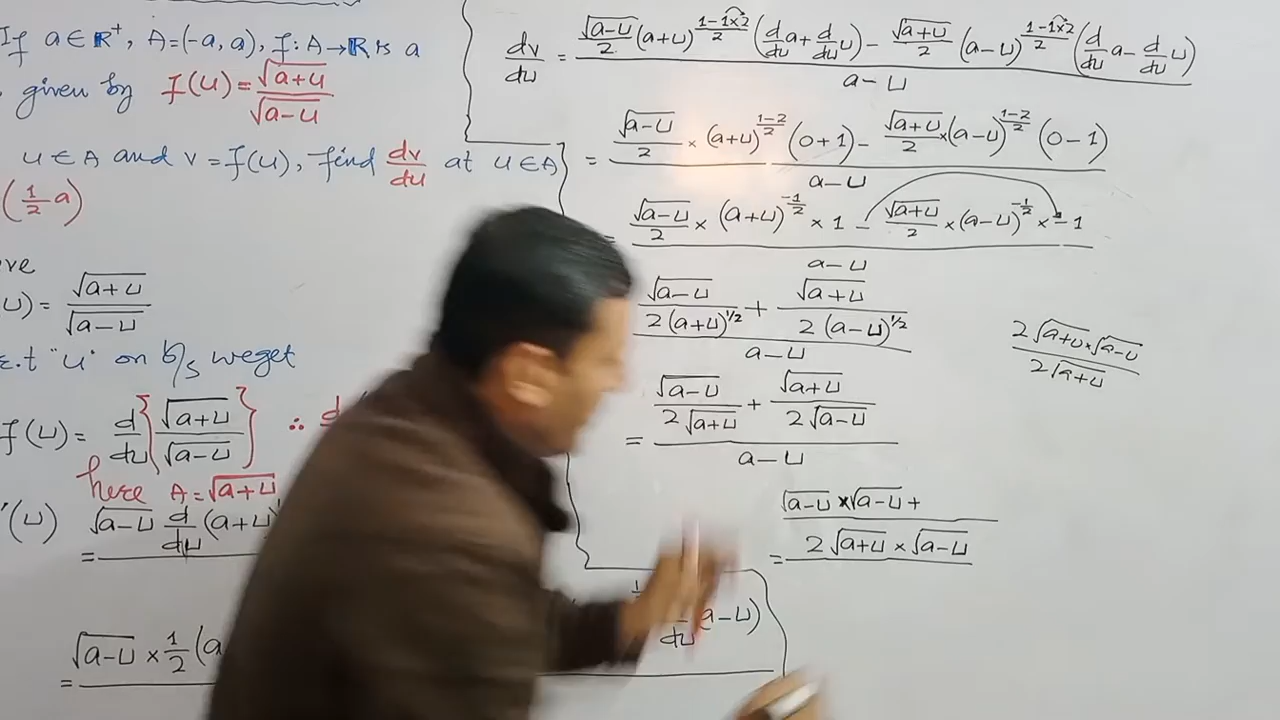 If a ∈ R⁺, A=(-a, a), f: A→R is a
given by f(u) = √(a+u) / √(a-u)
u ∈ A and v = f(u), find dv/du at u ∈ A
(1/2 a)
u) = √(a+u) / √(a-u)
"u" on b/s we get
f(u) = d/du {√(a+u) / √(a-u)} ∴
here A = √(a+u)
'(u)
= √(a-u) d/du (a+u)
= √(a-u) × 1/2 (a
dv/du = [√(a-u)/2 (a+u)^((1-1×2)/2) (d/du a + d/du u) - √(a+u)/2 (a-u)^((1-1×2)/2) (d/du a - d/du u)] / (a-u)
= [√(a-u)/2 × (a+u)^((1-2)/2) (0+1) - √(a+u)/2 × (a-u)^((1-2)/2) (0-1)] / (a-u)
[√(a-u)/2 × (a+u)^(-1/2) × 1 - √(a+u)/2 × (a-u)^(-1/2) × -1] / (a-u)
[√(a-u) / 2(a+u)^(1/2) + √(a+u) / 2(a-u)^(1/2)] / (a-u)
2√(a+u) × √(a-u) / 2√(a+u)
= [√(a-u) / 2√(a+u) + √(a+u) / 2√(a-u)] / (a-u)
= √(a-u) × √(a-u) + / 2√(a+u) × √(a-u)
du (a-u)